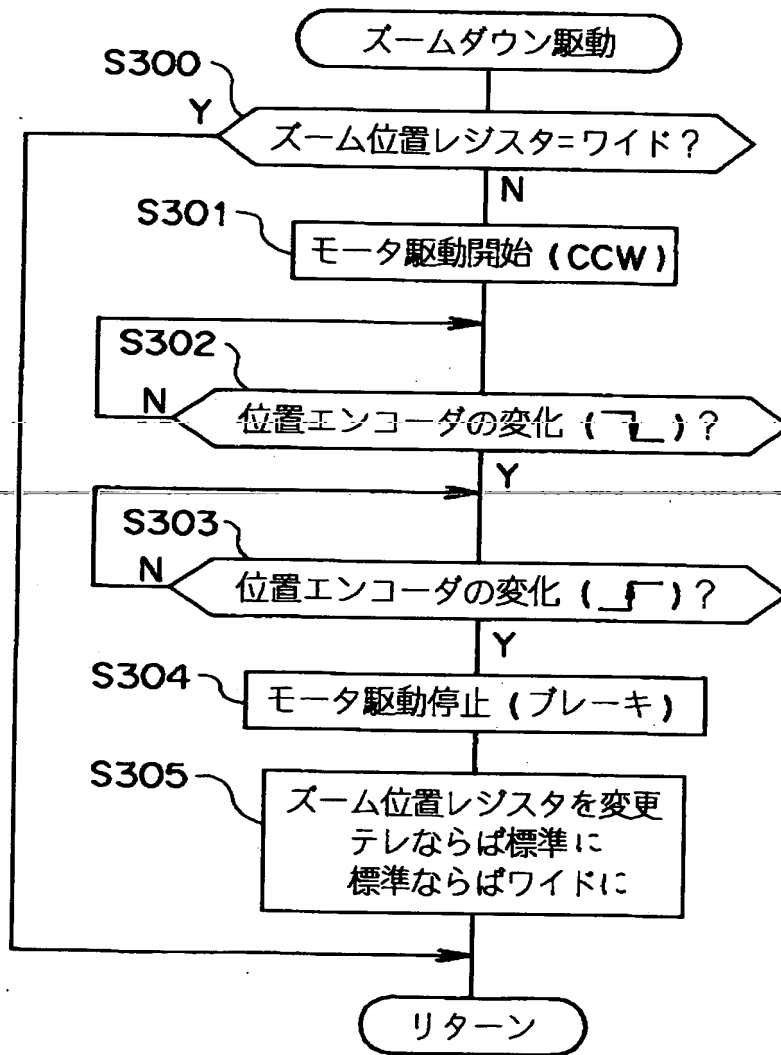 ズームダウン駆動
S300
Y
ズーム位置レジスタ=ワイド?
N
S301
モータ駆動開始 (CCW)
S302
N
位置エンコーダの変化 ( )?
Y
S303
N
位置エンコーダの変化 ( )?
Y
S304
モータ駆動停止 (ブレーキ)
S305
ズーム位置レジスタを変更
テレならば標準に
標準ならばワイドに
リターン